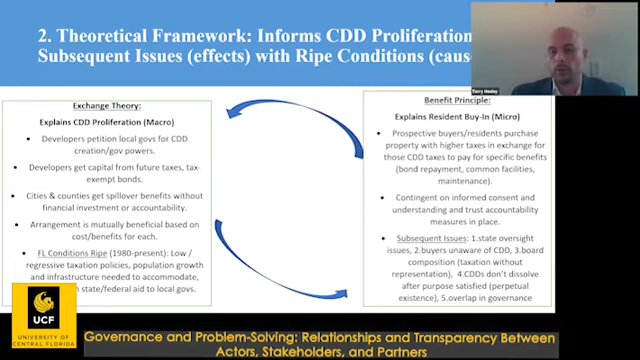 2. Theoretical Framework: Informs CDD Proliferation
Subsequent Issues (effects) with Ripe Conditions (cause
Terry Henley
Exchange Theory:
Explains CDD Proliferation (Macro)
• Developers petition local govs for CDD
creation/gov powers.
• Developers get capital from future taxes, tax-
exempt bonds.
• Cities & counties get spillover benefits without
financial investment or accountability.
• Arrangement is mutually beneficial based on
cost/benefits for each.
• FL Conditions Ripe (1980-present): Low /
regressive taxation policies, population growth
and infrastructure needed to accommodate,
state/federal aid to local govs.
Benefit Principle:
Explains Resident Buy-In (Micro)
• Prospective buyers/residents purchase
property with higher taxes in exchange for
those CDD taxes to pay for specific benefits
(bond repayment, common facilities,
maintenance).
• Contingent on informed consent and
understanding and trust accountability
measures in place.
• Subsequent Issues: 1.state oversight
issues, 2.buyers unaware of CDD, 3.board
composition (taxation without
representation), 4.CDDs don't dissolve
after purpose satisfied (perpetual
existence), 5.overlap in governance
UCF
UNIVERSITY OF
CENTRAL FLORIDA
Governance and Problem-Solving: Relationships and Transparency Between
Actors, Stakeholders, and Partners